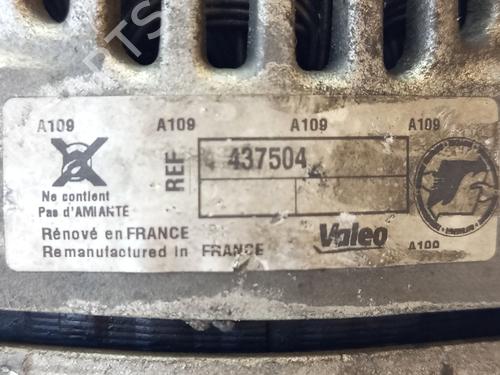 A109 A109 A109 A109
REF 437504
Ne contient
Pas d'AMIANTE
Rénové en FRANCE
Remanufactured in FRANCE
Valeo
A109